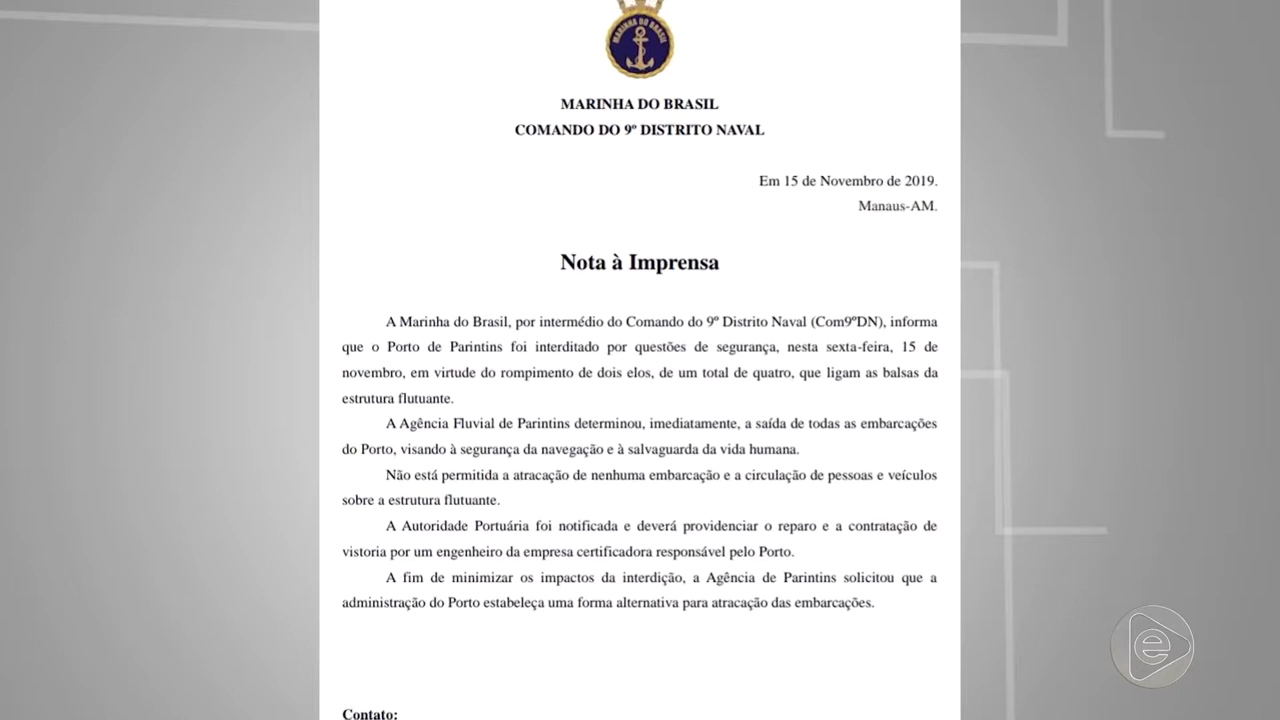 MARINHA DO BRASIL
MARINHA DO BRASIL
COMANDO DO 9º DISTRITO NAVAL
Em 15 de Novembro de 2019.
Manaus-AM.
Nota à Imprensa
A Marinha do Brasil, por intermédio do Comando do 9º Distrito Naval (Com9ºDN), informa
que o Porto de Parintins foi interditado por questões de segurança, nesta sexta-feira, 15 de
novembro, em virtude do rompimento de dois elos, de um total de quatro, que ligam as balsas da
estrutura flutuante.
A Agência Fluvial de Parintins determinou, imediatamente, a saída de todas as embarcações
do Porto, visando à segurança da navegação e à salvaguarda da vida humana.
Não está permitida a atracação de nenhuma embarcação e a circulação de pessoas e veículos
sobre a estrutura flutuante.
A Autoridade Portuária foi notificada e deverá providenciar o reparo e a contratação de
vistoria por um engenheiro da empresa certificadora responsável pelo Porto.
A fim de minimizar os impactos da interdição, a Agência de Parintins solicitou que a
administração do Porto estabeleça uma forma alternativa para atracação das embarcações.
e
Contato: